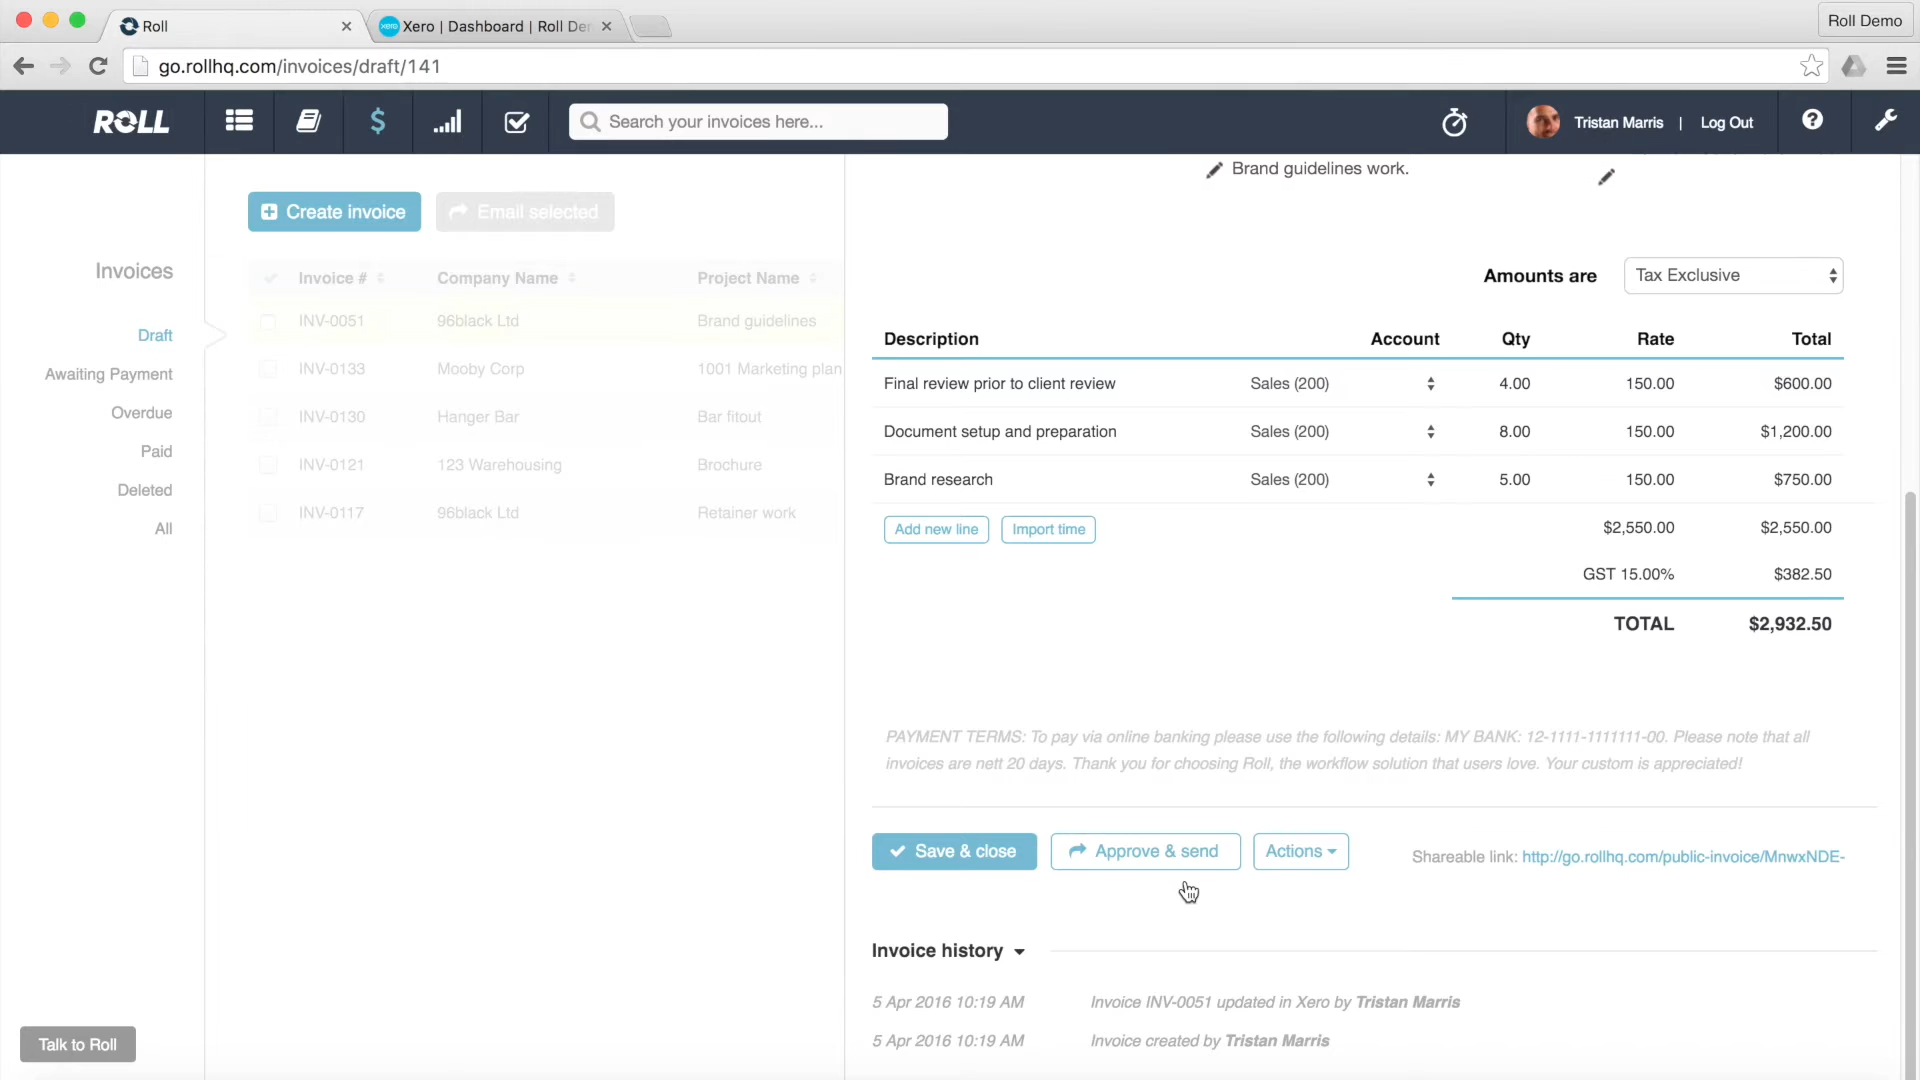 Roll
Xero | Dashboard | Roll De
Roll Demo
go.rollhq.com/invoices/draft/141
ROLL
Search your invoices here...
Tristan Marris | Log Out
Brand guidelines work.
Create invoice
Email selected
Invoices
Draft
Awaiting Payment
Overdue
Paid
Deleted
All
Invoice # Company Name Project Name
INV-0051 96black Ltd Brand guidelines
INV-0133 Mooby Corp 1001 Marketing plan
INV-0130 Hanger Bar Bar fitout
INV-0121 123 Warehousing Brochure
INV-0117 96black Ltd Retainer work
Amounts are Tax Exclusive
Description Account Qty Rate Total
Final review prior to client review Sales (200) 4.00 150.00 $600.00
Document setup and preparation Sales (200) 8.00 150.00 $1,200.00
Brand research Sales (200) 5.00 150.00 $750.00
Add new line Import time $2,550.00 $2,550.00
GST 15.00% $382.50
TOTAL $2,932.50
PAYMENT TERMS: To pay via online banking please use the following details: MY BANK: 12-1111-1111111-00. Please note that all
invoices are nett 20 days. Thank you for choosing Roll, the workflow solution that users love. Your custom is appreciated!
Save & close Approve & send Actions Shareable link: http://go.rollhq.com/public-invoice/MnwxNDE-
Invoice history
5 Apr 2016 10:19 AM Invoice INV-0051 updated in Xero by Tristan Marris
5 Apr 2016 10:19 AM Invoice created by Tristan Marris
Talk to Roll